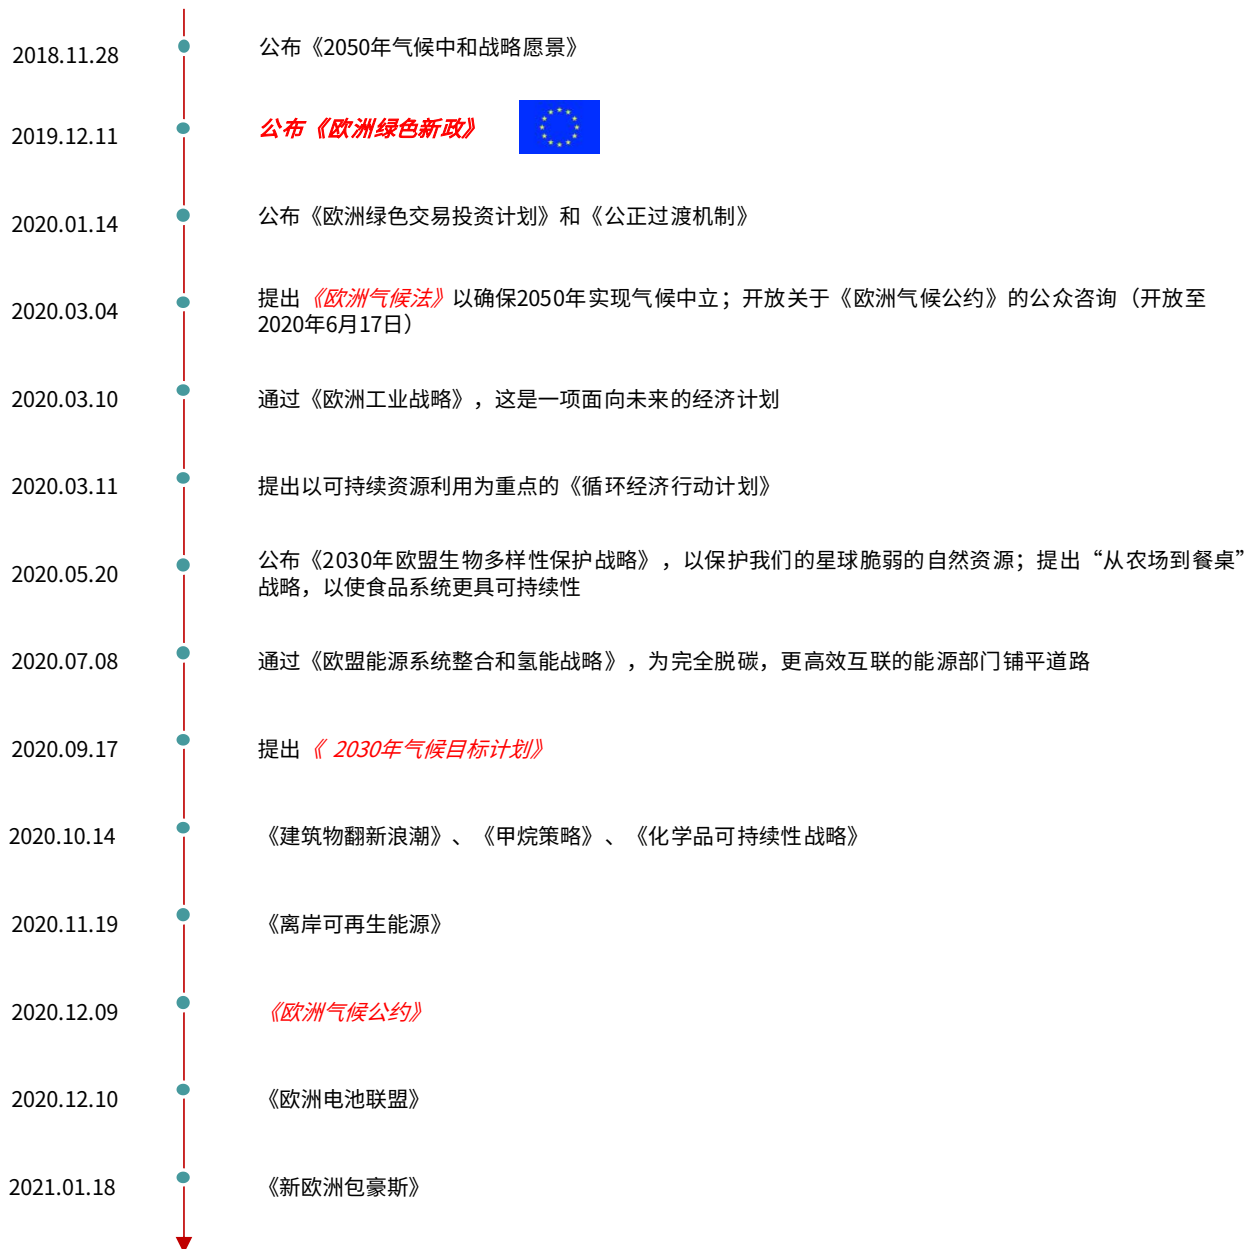 2018.11.28
公布《2050年气候中和战略愿景》
2019.12.11
公布《欧洲绿色新政》
2020.01.14
公布《欧洲绿色交易投资计划》和《公正过渡机制》
2020.03.04
提出《欧洲气候法》以确保2050年实现气候中立；开放关于《欧洲气候公约》的公众咨询（开放至
2020年6月17日）
2020.03.10
通过《欧洲工业战略》，这是一项面向未来的经济计划
2020.03.11
提出以可持续资源利用为重点的《循环经济行动计划》
2020.05.20
公布《2030年欧盟生物多样性保护战略》，以保护我们的星球脆弱的自然资源；提出“从农场到餐桌”
战略，以使食品系统更具可持续性
2020.07.08
通过《欧盟能源系统整合和氢能战略》，为完全脱碳，更高效互联的能源部门铺平道路
2020.09.17
提出《 2030年气候目标计划》
2020.10.14
《建筑物翻新浪潮》、《甲烷策略》、《化学品可持续性战略》
2020.11.19
《离岸可再生能源》
2020.12.09
《欧洲气候公约》
2020.12.10
《欧洲电池联盟》
2021.01.18
《新欧洲包豪斯》